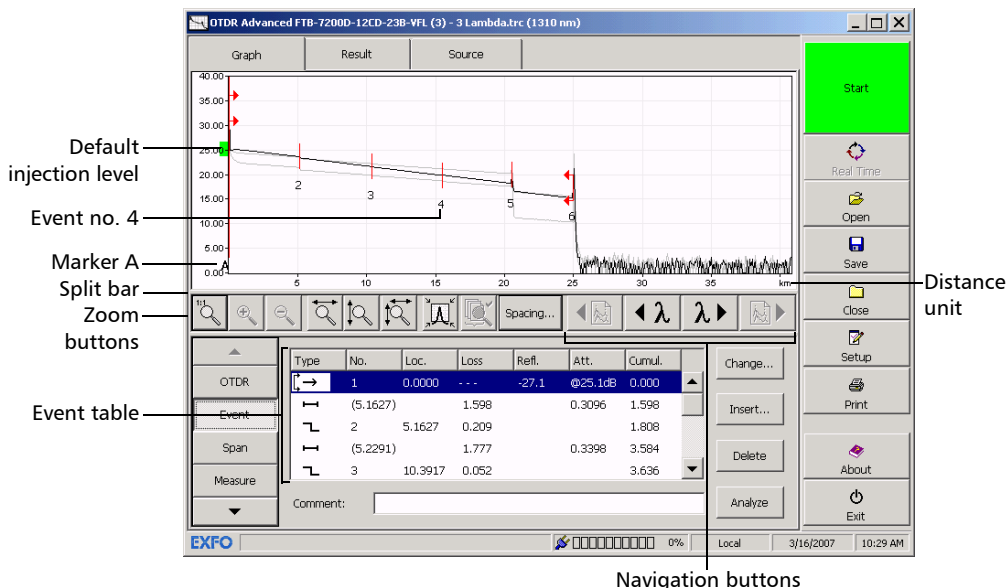 OTDR Advanced FTB-7200D-12CD-23B-VFL (3) - 3 Lambda.trc (1310 nm)
Graph Result Source
Start
40.00
35.00
30.00
25.00
20.00
15.00
10.00
5.00
0.00
2 3 4 5 6
A
5 10 15 20 25 30 35 km
Default
injection level
Event no. 4
Marker A
Split bar
Zoom
buttons
Event table
Distance
unit
Real Time
Open
Save
Close
Setup
Print
About
Exit
1:1 Spacing... λ λ
OTDR
Event
Span
Measure
Type No. Loc. Loss Refl. Att. Cumul.
1 0.0000 --- -27.1 @25.1dB 0.000
(5.1627) 1.598 0.3096 1.598
2 5.1627 0.209 1.808
(5.2291) 1.777 0.3398 3.584
3 10.3917 0.052 3.636
Change...
Insert...
Delete
Analyze
Comment:
EXFO 0% Local 3/16/2007 10:29 AM
Navigation buttons